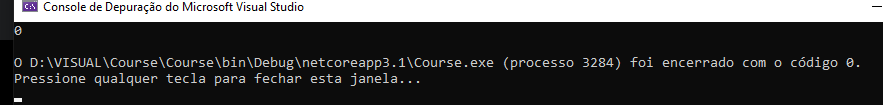 C:\
Console de Depuração do Microsoft Visual Studio
0
O D:\VISUAL\Course\Course\bin\Debug\netcoreapp3.1\Course.exe (processo 3284) foi encerrado com o código 0.
Pressione qualquer tecla para fechar esta janela...